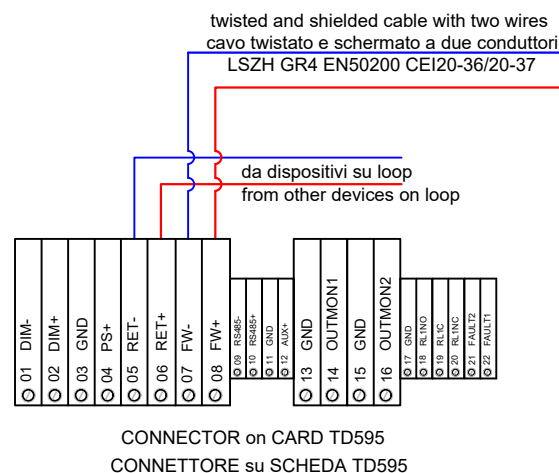 twisted and shielded cable with two wires
cavo twistato e schermato a due conduttori
LSZH GR4 EN50200 CEI20-36/20-37
da dispositivi su loop
from other devices on loop
01 DIM-
02 DIM+
03 GND
04 PS+
05 RET-
06 RET+
07 FW-
08 FW+
09 RS485-
10 RS485+
11 GND
12 AUX+
13 GND
14 OUTMON1
15 GND
16 OUTMON2
17 GND
18 RL1NO
19 RL1C
20 RL1NC
21 FAULT2
22 FAULT1
CONNECTOR on CARD TD595
CONNETTORE su SCHEDA TD595